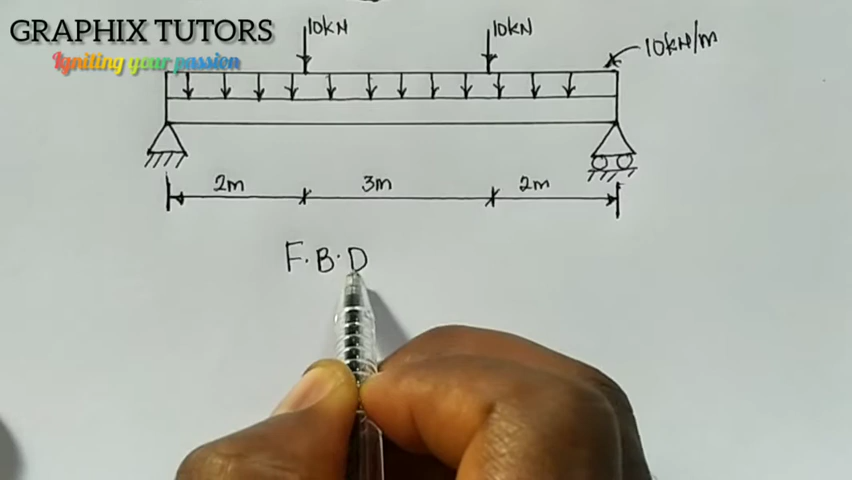 GRAPHIX TUTORS
Igniting your passion
10kN
10kN
10kN/m
2m
3m
2m
F.B.D